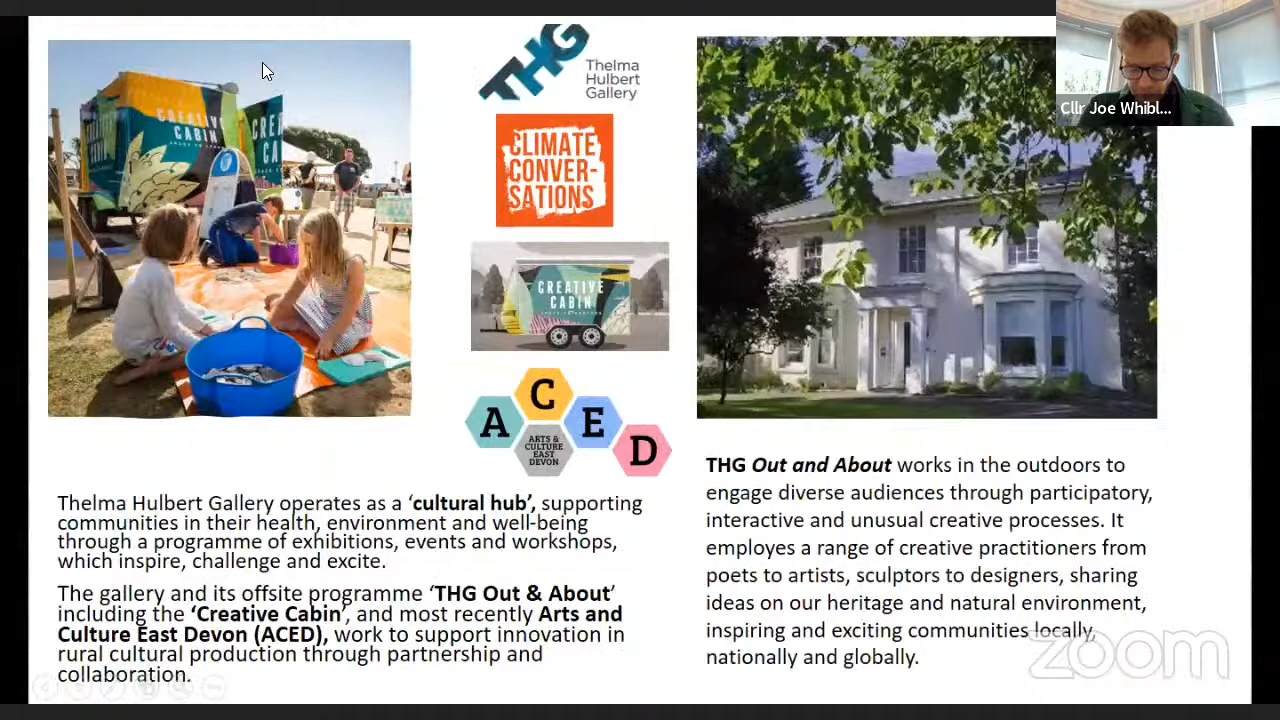 CREATIVE
CABIN
CRE
CA
THG
Thelma
Hulbert
Gallery
CLIMATE
CONVER-
SATIONS
CREATIVE
CABIN
A
C
E
D
ARTS &
CULTURE
EAST
DEVON
Cllr Joe Whibl...
Thelma Hulbert Gallery operates as a ‘cultural hub’, supporting
communities in their health, environment and well-being
through a programme of exhibitions, events and workshops,
which inspire, challenge and excite.
The gallery and its offsite programme ‘THG Out & About’
including the ‘Creative Cabin’, and most recently Arts and
Culture East Devon (ACED), work to support innovation in
rural cultural production through partnership and
collaboration.
THG Out and About works in the outdoors to
engage diverse audiences through participatory,
interactive and unusual creative processes. It
employes a range of creative practitioners from
poets to artists, sculptors to designers, sharing
ideas on our heritage and natural environment,
inspiring and exciting communities locally,
nationally and globally.
zoom